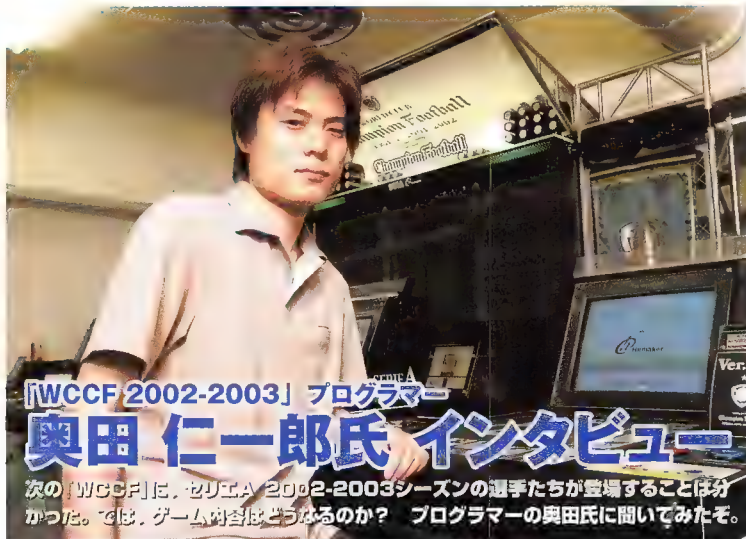 Champion Football
Champion Football
SERIE A
Ver.
「WCCF 2002-2003」プログラマー
奥田 仁一郎氏 インタビュー
次の「WCCF」に、セリエA 2002-2003シーズンの選手たちが登場することは分
かった。では、ゲーム内容はどうなるのか？　プログラマーの奥田氏に聞いてみたぞ。